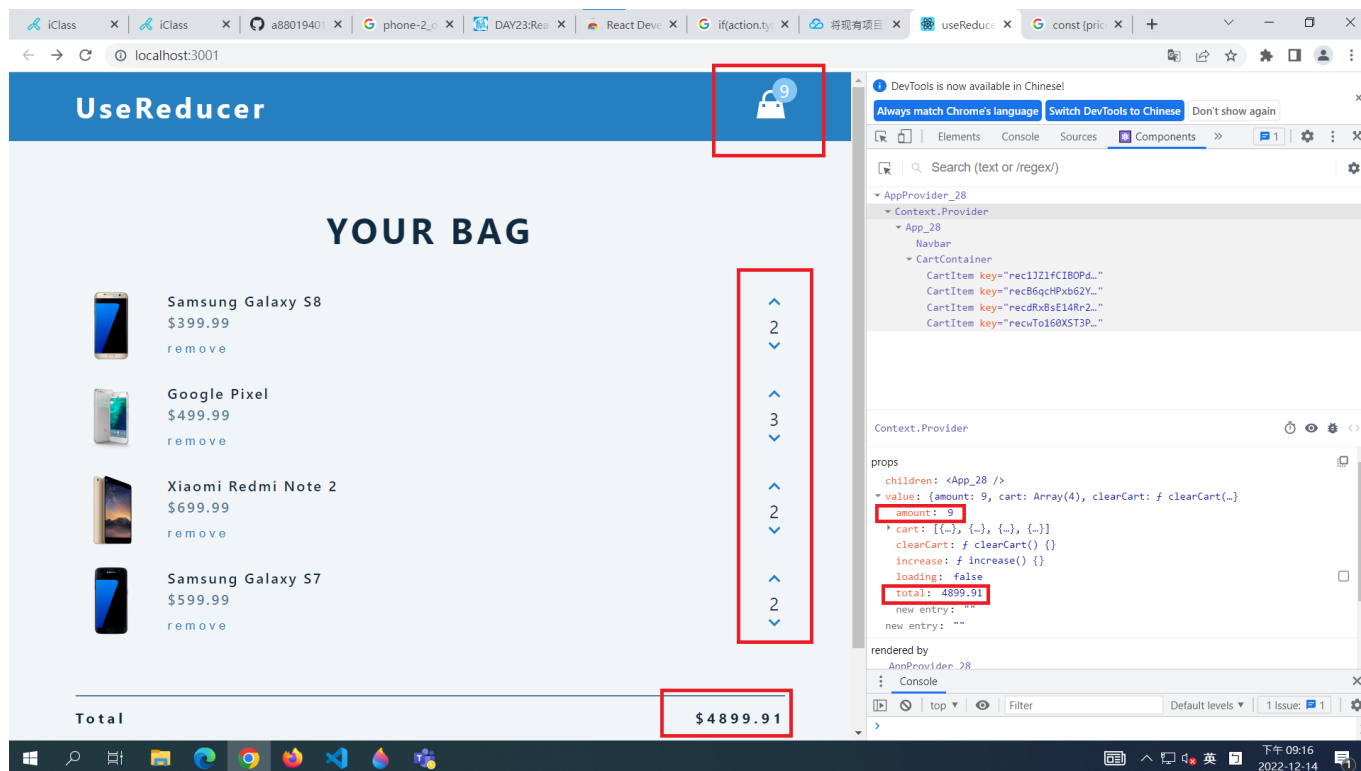 iClass
iClass
a88019401
phone-2_o
DAY23:Rea
React Deve
if(action.ty
将现有项目
useReduce
const {pric
localhost:3001
UseReducer
9
YOUR BAG
Samsung Galaxy S8
$399.99
remove
2
Google Pixel
$499.99
remove
3
Xiaomi Redmi Note 2
$699.99
remove
2
Samsung Galaxy S7
$599.99
remove
2
Total
$4899.91
DevTools is now available in Chinese!
Always match Chrome's language
Switch DevTools to Chinese
Don't show again
Elements
Console
Sources
Components
1
Search (text or /regex/)
AppProvider_28
Context.Provider
App_28
Navbar
CartContainer
CartItem key="rec1JZlfCIBOPd…"
CartItem key="recB6qcHPxb62Y…"
CartItem key="recdRxBsE14Rr2…"
CartItem key="recwTo160XST3P…"
Context.Provider
props
children: <App_28 />
value: {amount: 9, cart: Array(4), clearCart: ƒ clearCart(…}
amount: 9
cart: [{…}, {…}, {…}, {…}]
clearCart: ƒ clearCart() {}
increase: ƒ increase() {}
loading: false
total: 4899.91
new entry: ""
new entry: ""
rendered by
AppProvider_28
Console
top
Filter
Default levels
1 Issue:
1
英
下午 09:16
2022-12-14
1